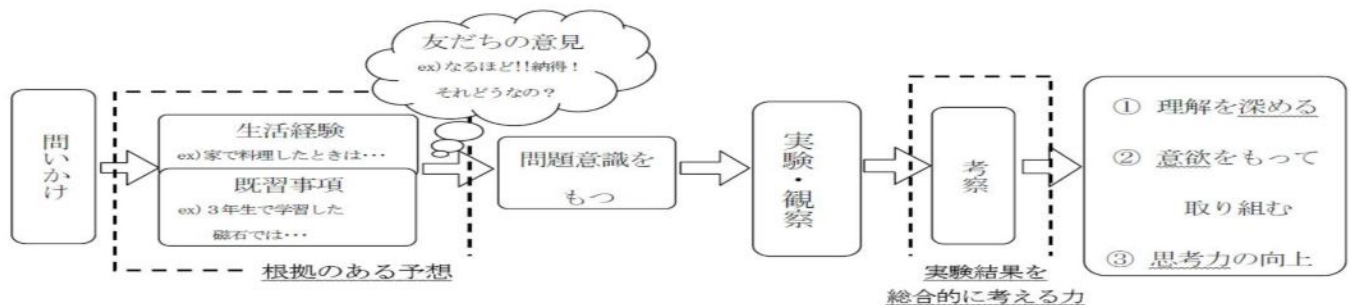 問いかけ
生活経験
ex)家で料理したときは･･･
既習事項
ex)３年生で学習した
磁石では･･･
根拠のある予想
友だちの意見
ex)なるほど!!納得！
それどうなの？
問題意識を
もつ
実験・観察
考察
実験結果を
総合的に考える力
① 理解を深める
② 意欲をもって
取り組む
③ 思考力の向上